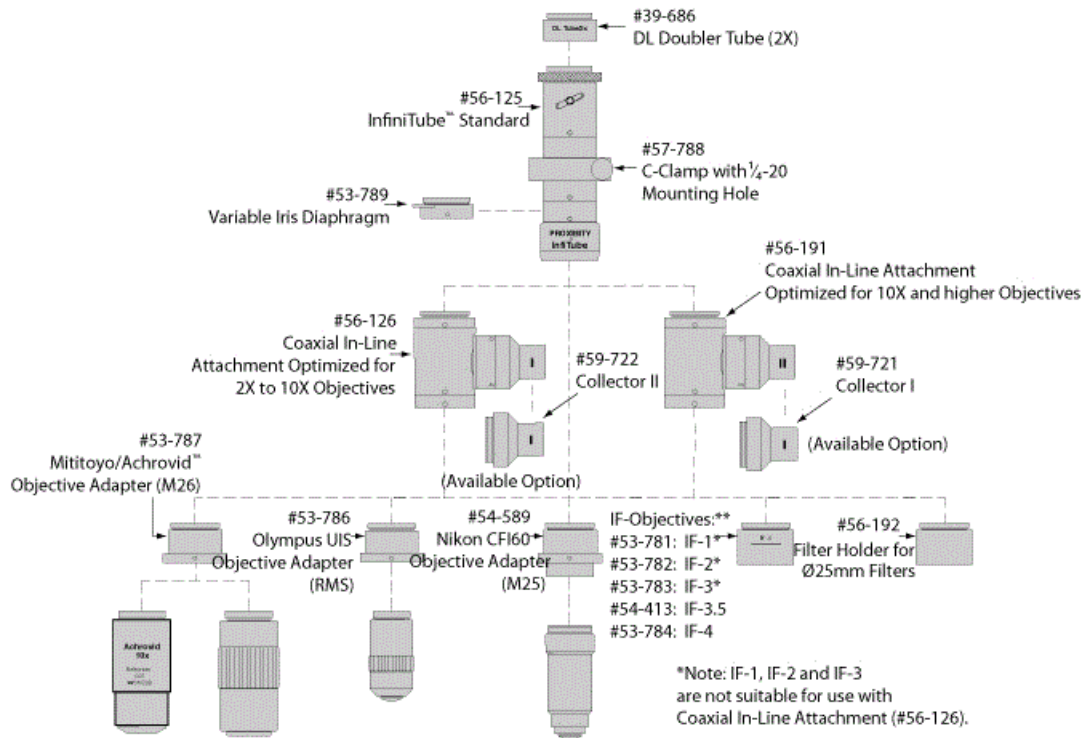 DL Tube2x
#39-686
DL Doubler Tube (2X)
#56-125
InfiniTube™ Standard
#57-788
C-Clamp with ¼-20
Mounting Hole
#53-789
Variable Iris Diaphragm
PROXIMITY
InfiTube
#56-191
Coaxial In-Line Attachment
Optimized for 10X and higher Objectives
#56-126
Coaxial In-Line
Attachment Optimized for
2X to 10X Objectives
I
II
#59-722
Collector II
#59-721
Collector I
I
I
(Available Option)
(Available Option)
#53-787
Mititoyo/Achrovid™
Objective Adapter (M26)
#53-786
Olympus UIS
Objective Adapter
(RMS)
#54-589
Nikon CFI60
Objective Adapter
(M25)
IF-Objectives:**
#53-781: IF-1*
#53-782: IF-2*
#53-783: IF-3*
#54-413: IF-3.5
#53-784: IF-4
#56-192
Filter Holder for
Ø25mm Filters
Achrovid
10x
*Note: IF-1, IF-2 and IF-3
are not suitable for use with
Coaxial In-Line Attachment (#56-126).